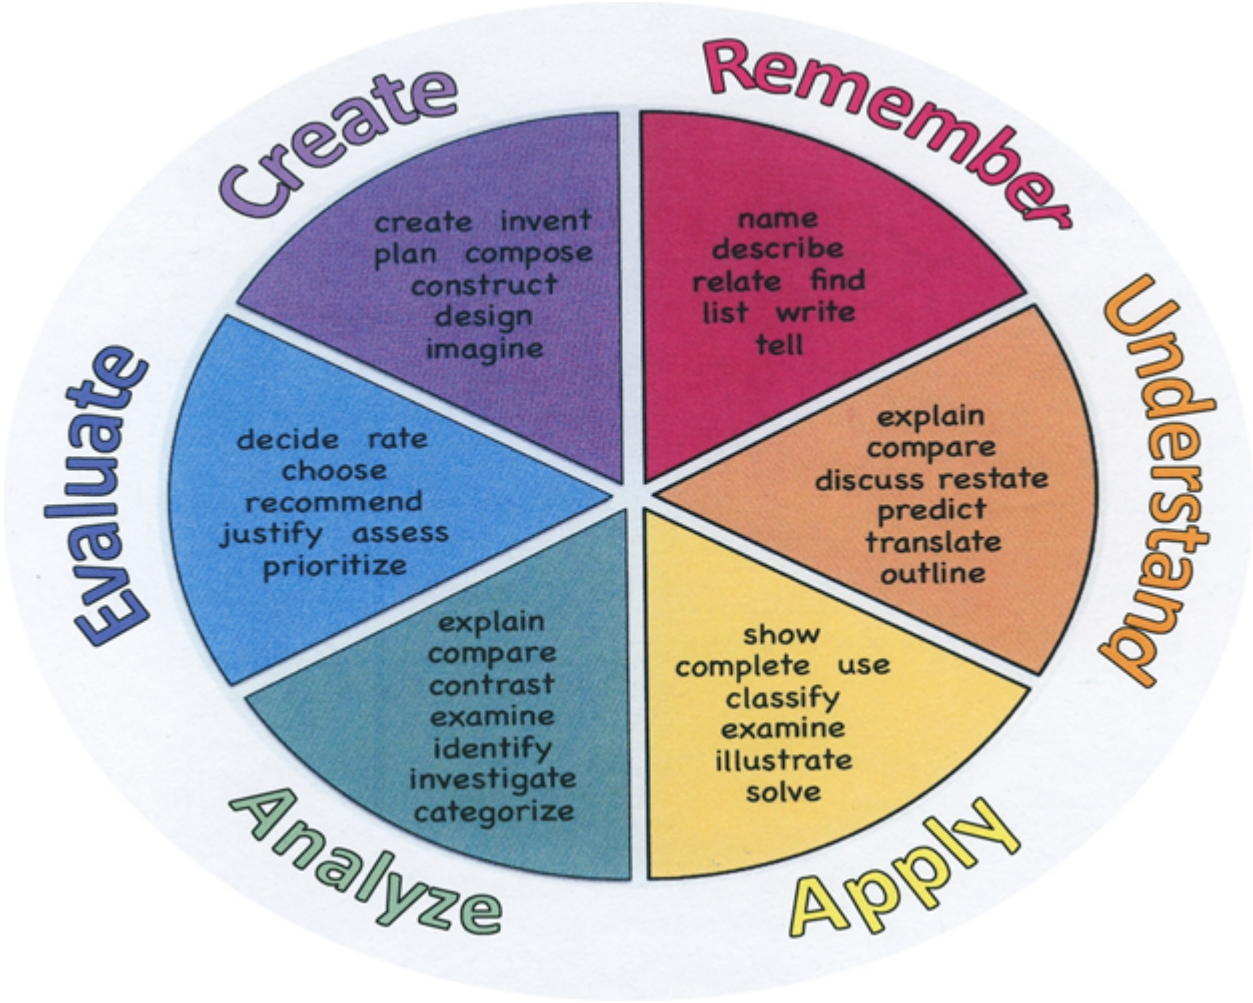 Remember
name
describe
relate find
list write
tell
Understand
explain
compare
discuss restate
predict
translate
outline
Apply
show
complete use
classify
examine
illustrate
solve
Analyze
explain
compare
contrast
examine
identify
investigate
categorize
Evaluate
decide rate
choose
recommend
justify assess
prioritize
Create
create invent
plan compose
construct
design
imagine